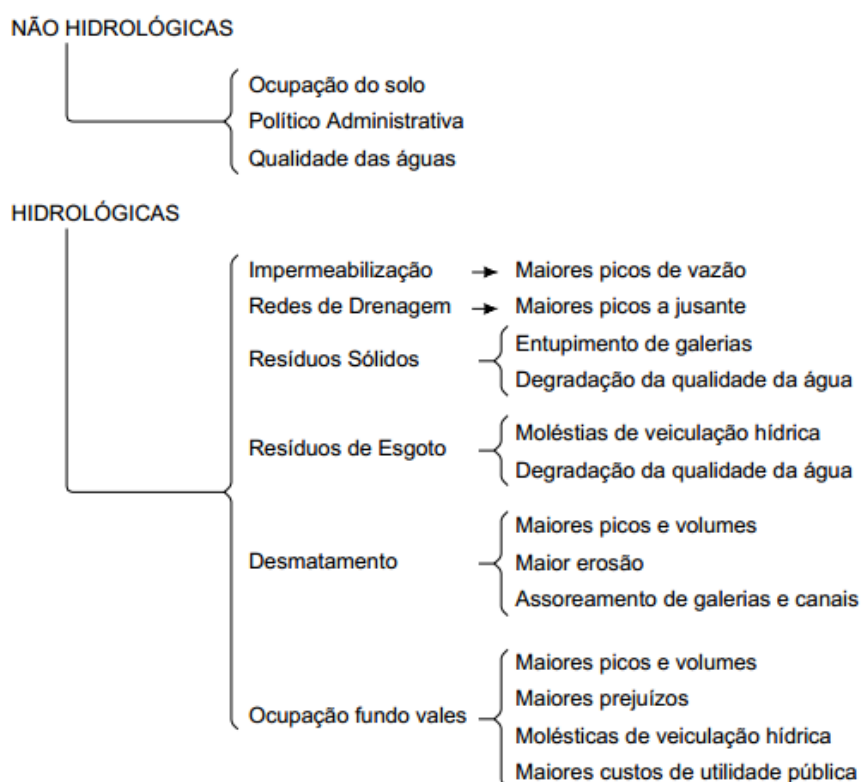 NÃO HIDROLÓGICAS
Ocupação do solo
Político Administrativa
Qualidade das águas
HIDROLÓGICAS
Impermeabilização
Maiores picos de vazão
Redes de Drenagem
Maiores picos a jusante
Resíduos Sólidos
Entupimento de galerias
Degradação da qualidade da água
Resíduos de Esgoto
Moléstias de veiculação hídrica
Degradação da qualidade da água
Desmatamento
Maiores picos e volumes
Maior erosão
Assoreamento de galerias e canais
Ocupação fundo vales
Maiores picos e volumes
Maiores prejuízos
Molésticas de veiculação hídrica
Maiores custos de utilidade pública